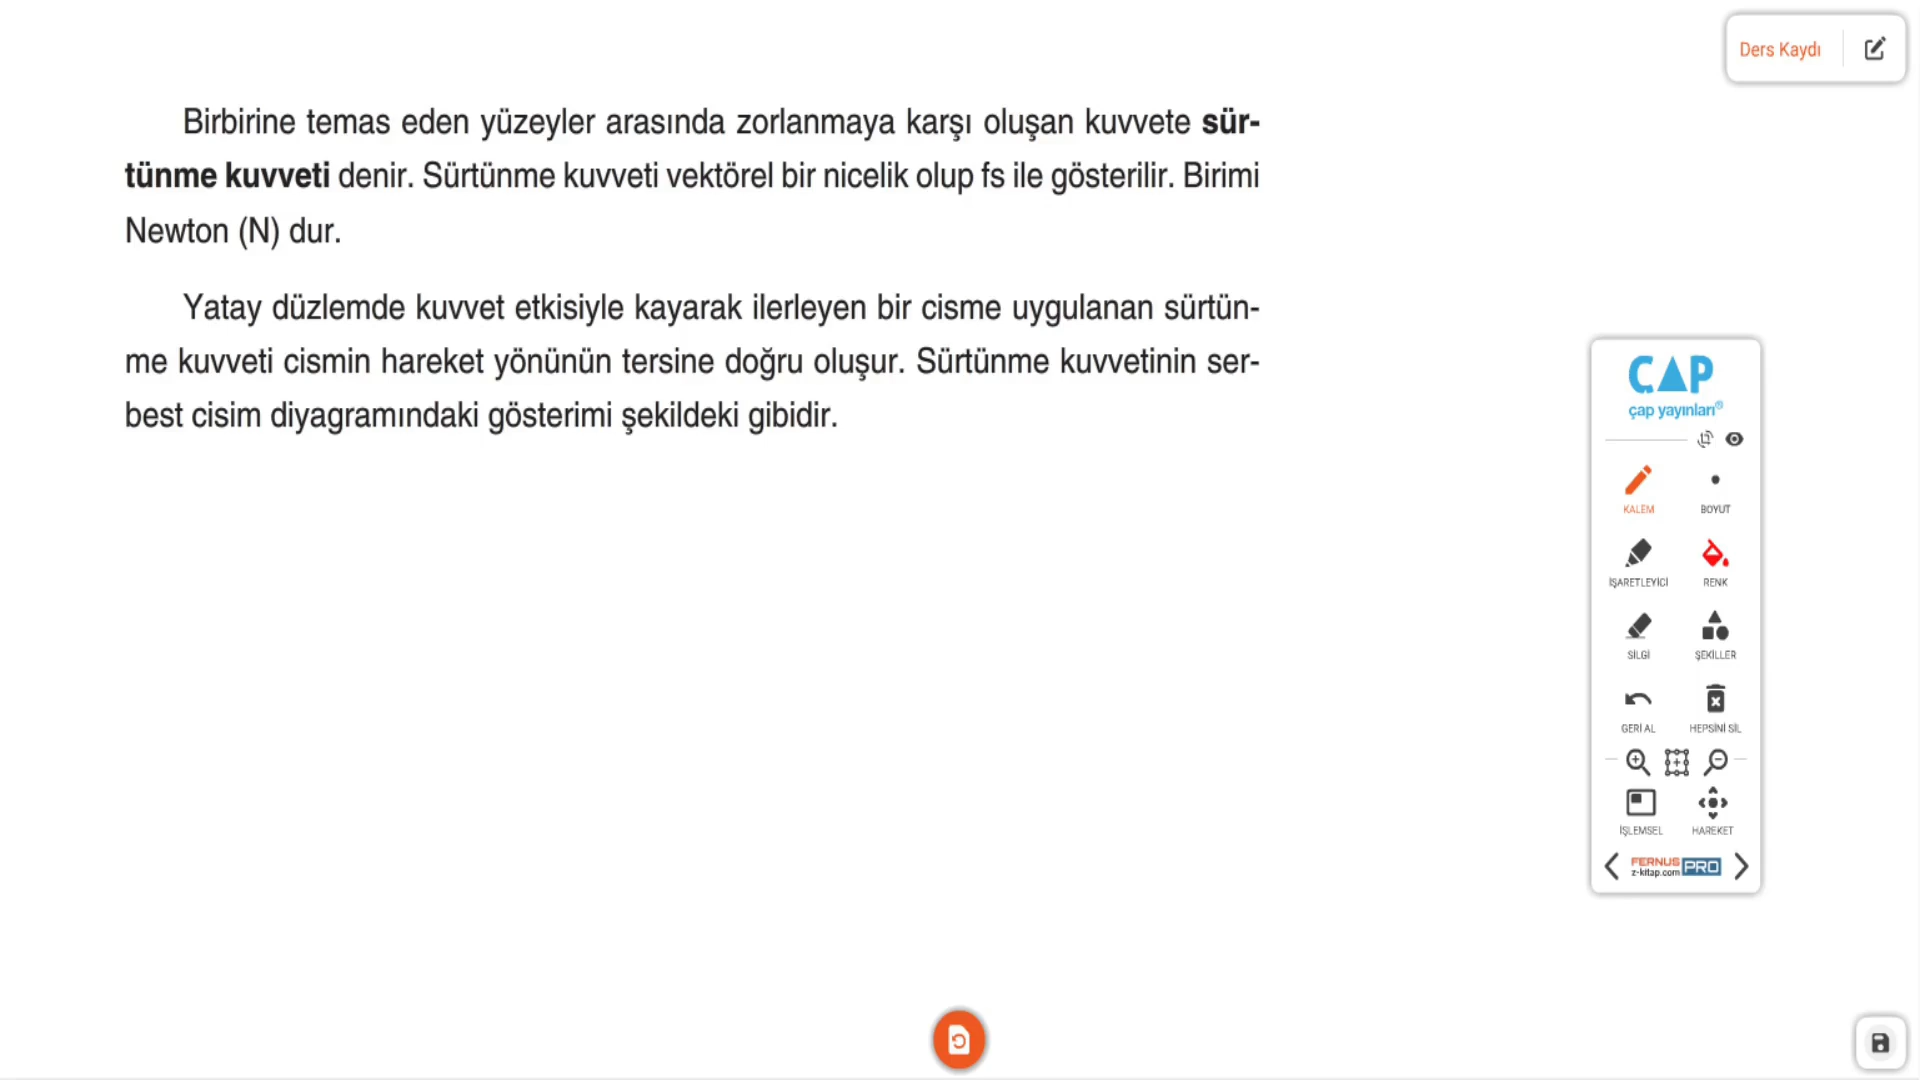 Ders Kaydı
Birbirine temas eden yüzeyler arasında zorlanmaya karşı oluşan kuvvete sür-
tünme kuvveti denir. Sürtünme kuvveti vektörel bir nicelik olup fs ile gösterilir. Birimi
Newton (N) dur.
Yatay düzlemde kuvvet etkisiyle kayarak ilerleyen bir cisme uygulanan sürtün-
me kuvveti cismin hareket yönünün tersine doğru oluşur. Sürtünme kuvvetinin ser-
best cisim diyagramındaki gösterimi şekildeki gibidir.
ÇAP
çap yayınları®
KALEM BOYUT
İŞARETLEYİCİ RENK
SİLGİ ŞEKİLLER
GERİ AL HEPSİNİ SİL
İŞLEMSEL HAREKET
FERNUS PRO
z-kitap.com